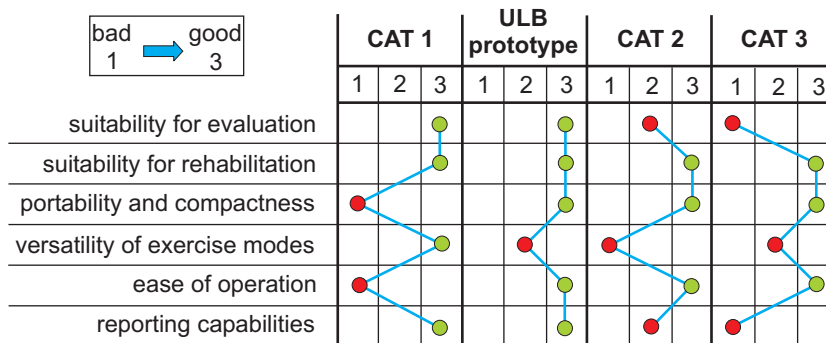 bad good
1 3
CAT 1
ULB
prototype
CAT 2
CAT 3
1 2 3 1 2 3 1 2 3 1 2 3
suitability for evaluation
suitability for rehabilitation
portability and compactness
versatility of exercise modes
ease of operation
reporting capabilities